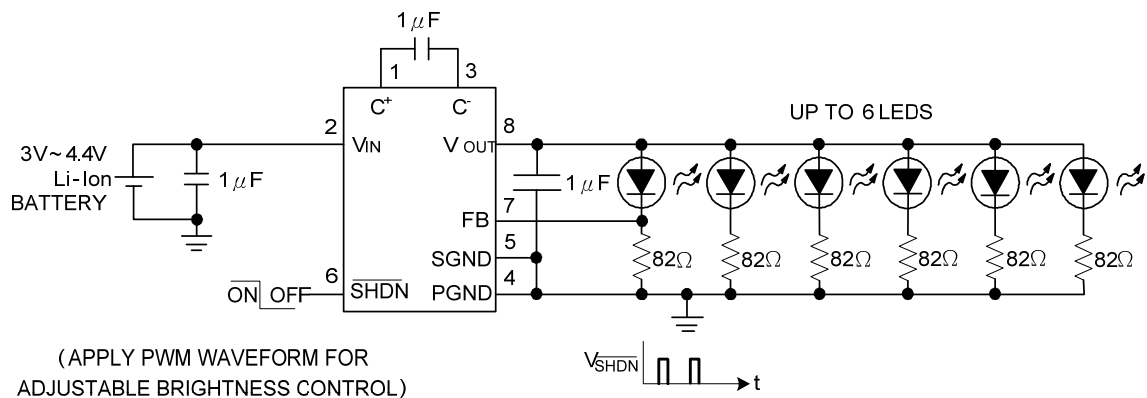 1μF
1
3
C⁺
C⁻
UP TO 6 LEDS
2
8
3V~4.4V
Li-Ion
BATTERY
VIN
VOUT
1μF
1μF
7
FB
5
SGND
82Ω
82Ω
82Ω
82Ω
82Ω
82Ω
6
4
ON OFF
SHDN
PGND
(APPLY PWM WAVEFORM FOR
ADJUSTABLE BRIGHTNESS CONTROL)
VSHDN
t